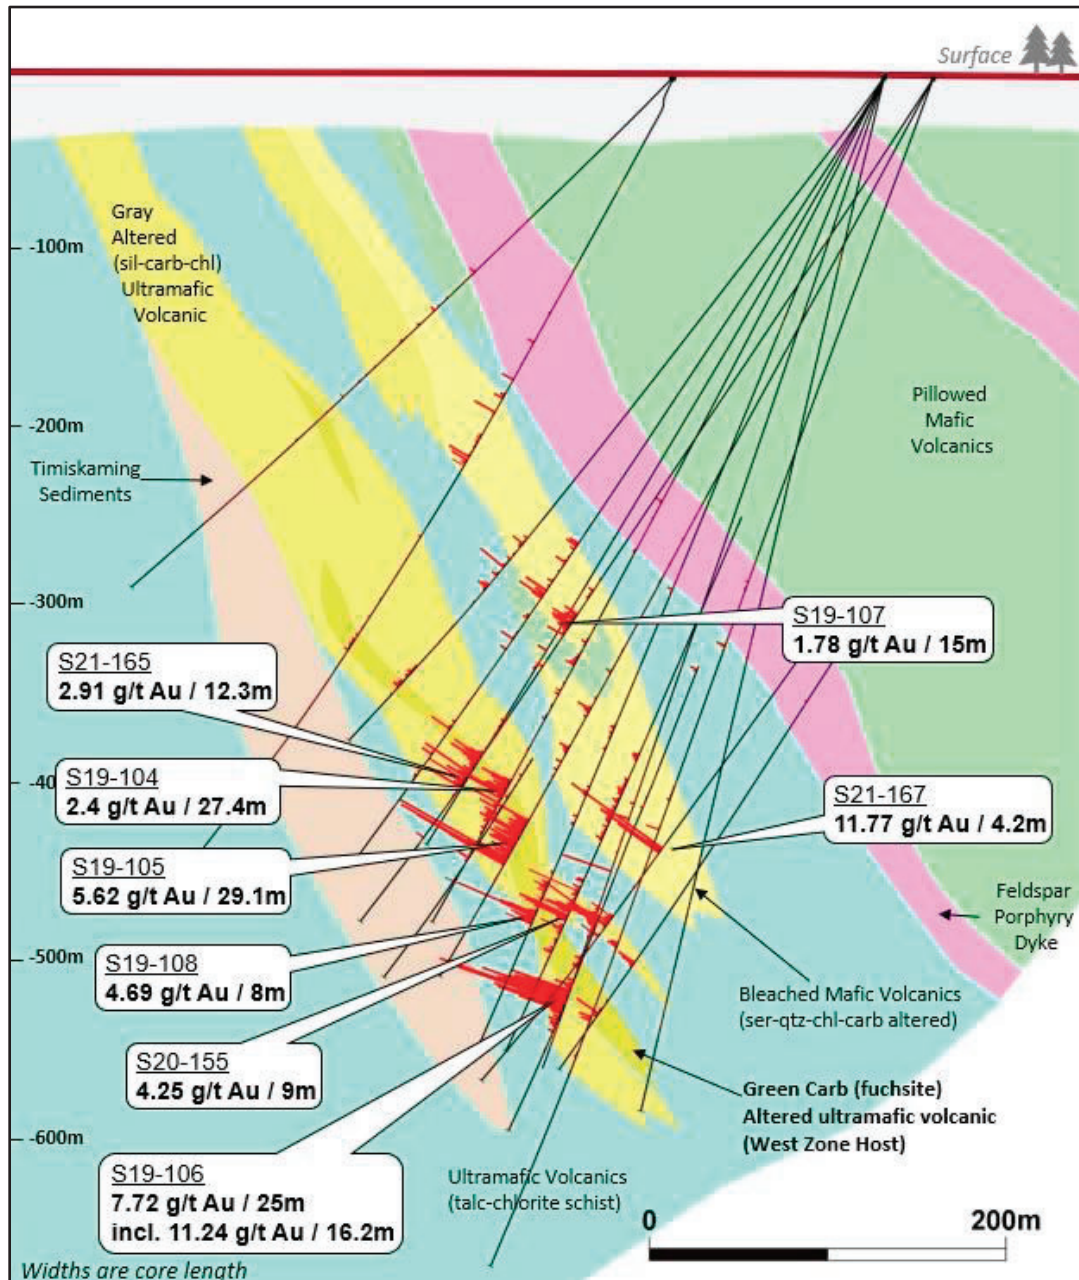 Surface
Gray
Altered
(sil-carb-chl)
Ultramafic
Volcanic
-100m
Pillowed
Mafic
Volcanics
-200m
Timiskaming
Sediments
-300m
S19-107
1.78 g/t Au / 15m
S21-165
2.91 g/t Au / 12.3m
S19-104
2.4 g/t Au / 27.4m
-40
S21-167
11.77 g/t Au / 4.2m
S19-105
5.62 g/t Au / 29.1m
Feldspar
Porphyry
Dyke
S19-108
4.69 g/t Au / 8m
-500m
Bleached Mafic Volcanics
(ser-qtz-chl-carb altered)
S20-155
4.25 g/t Au / 9m
Green Carb (fuchsite)
Altered ultramafic volcanic
(West Zone Host)
-600m
S19-106
7.72 g/t Au / 25m
incl. 11.24 g/t Au / 16.2m
Ultramafic Volcanics
(talc-chlorite schist)
0 200m
Widths are core length